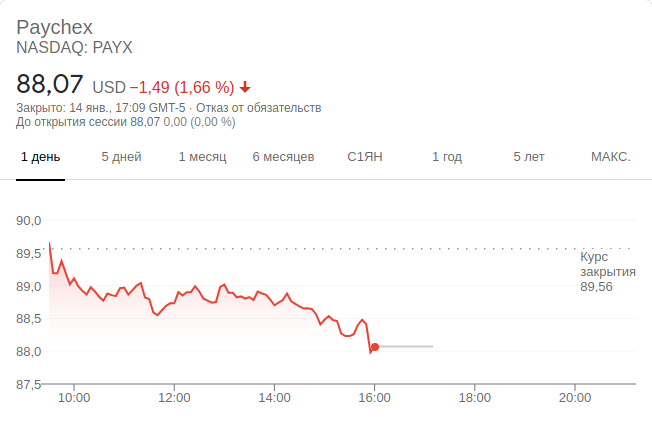 Paychex
NASDAQ: PAYX
88,07 USD −1,49 (1,66 %)
Закрыто: 14 янв., 17:09 GMT-5 · Отказ от обязательств
До открытия сессии 88,07 0,00 (0,00 %)
1 день 5 дней 1 месяц 6 месяцев С1ЯН 1 год 5 лет МАКС.
90,0
89,5
Курс
закрытия
89,0
89,56
88,5
88,0
87,5
10:00 12:00 14:00 16:00 18:00 20:00